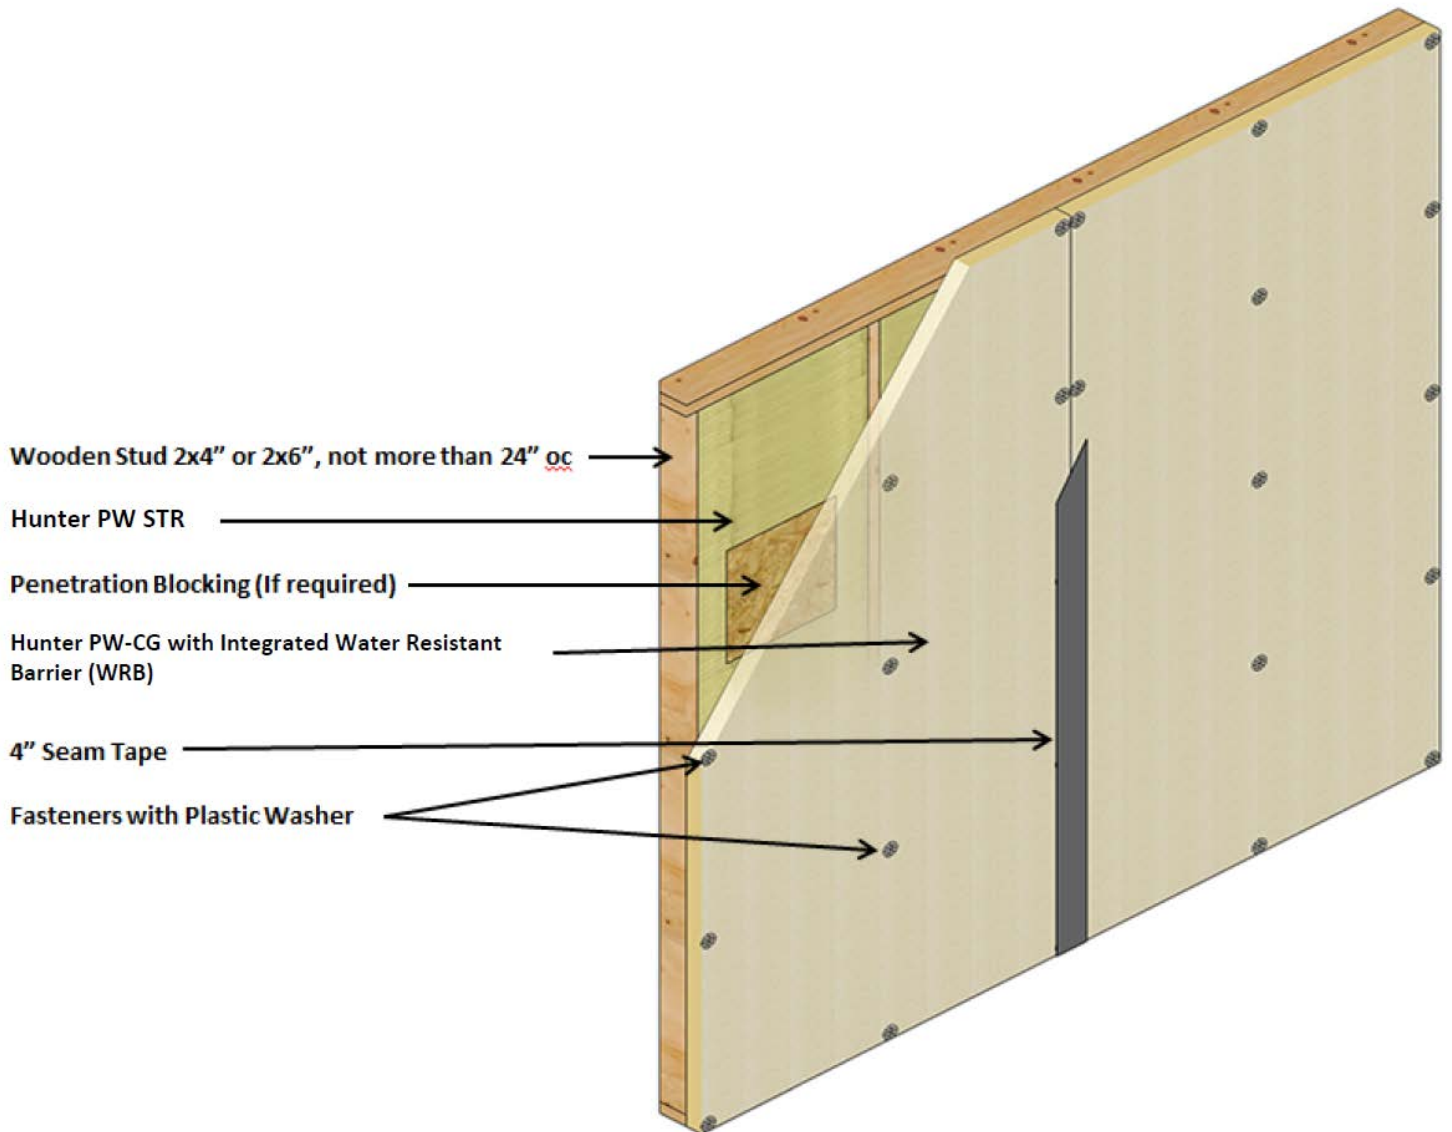 Wooden Stud 2x4” or 2x6”, not more than 24” oc
Hunter PW STR
Penetration Blocking (If required)
Hunter PW-CG with Integrated Water Resistant
Barrier (WRB)
4” Seam Tape
Fasteners with Plastic Washer